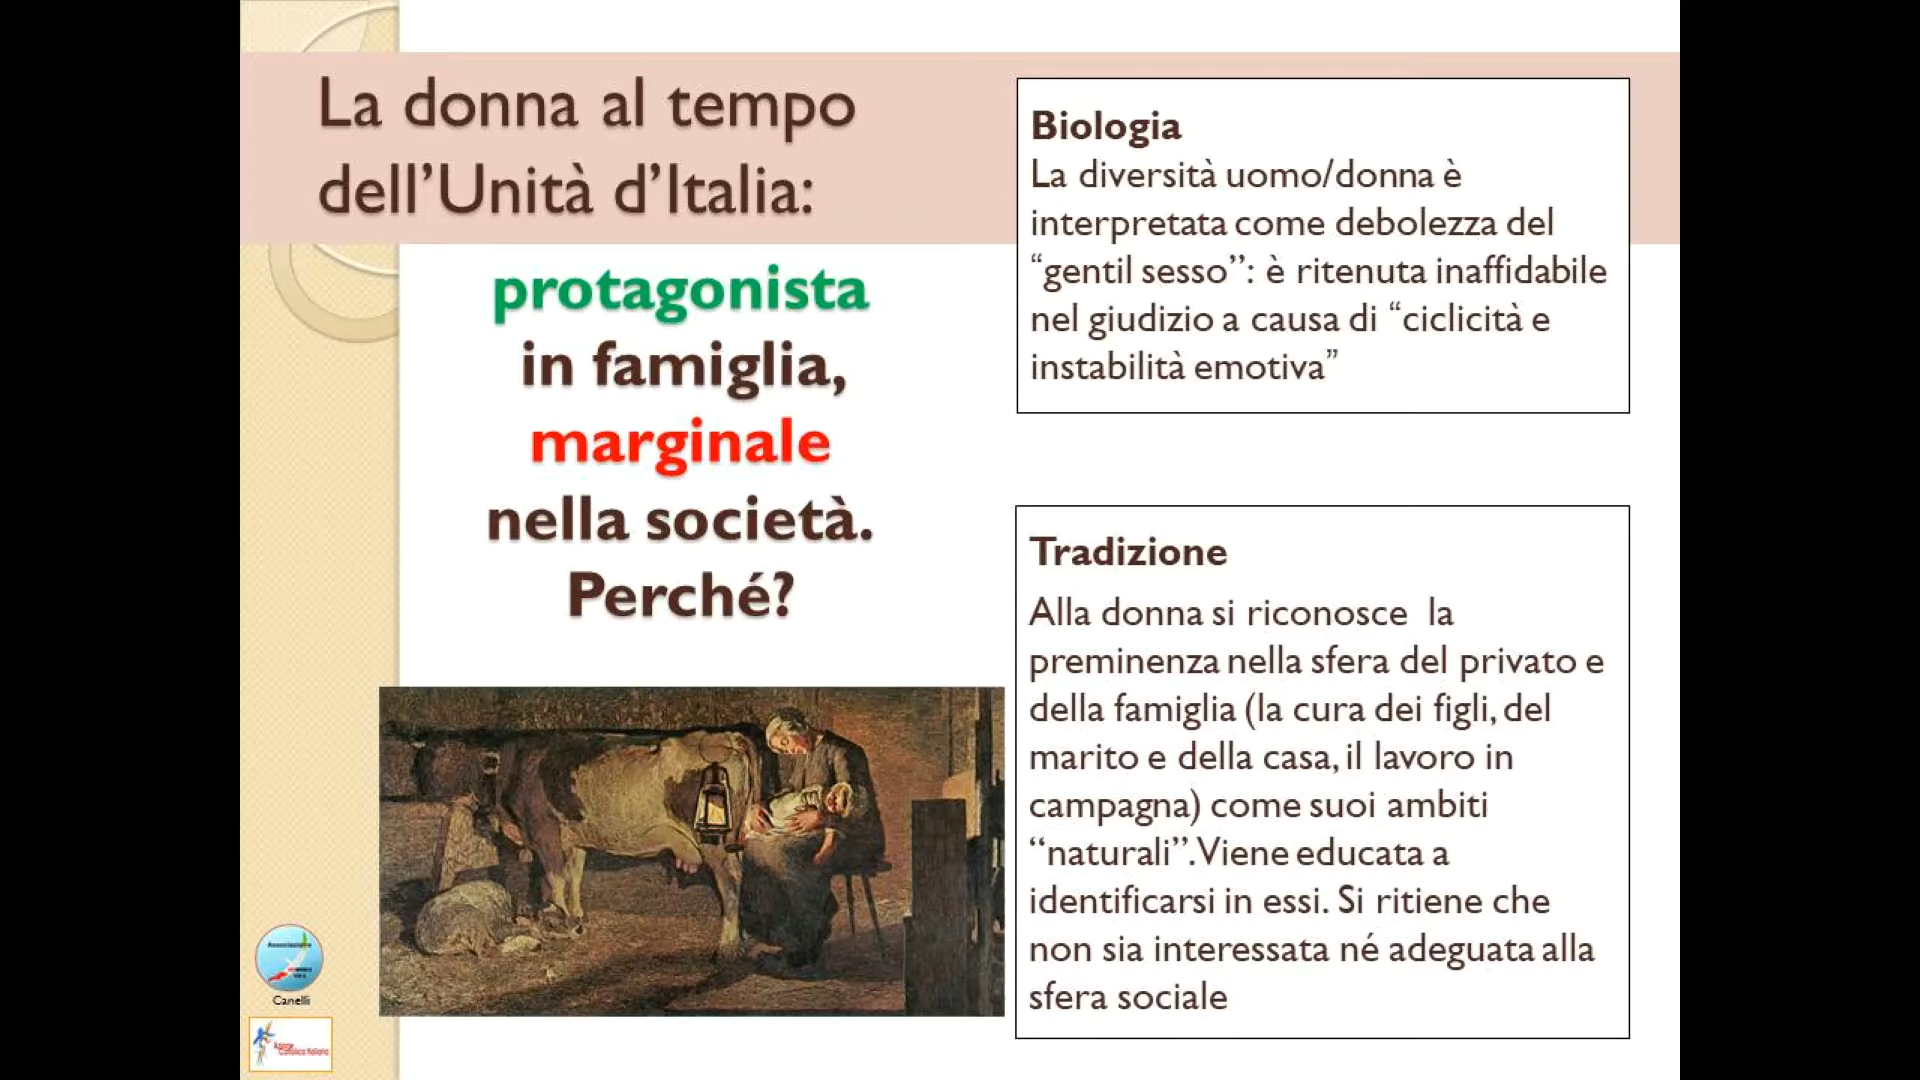 La donna al tempo
dell’Unità d’Italia:
protagonista
in famiglia,
marginale
nella società.
Perché?
Biologia
La diversità uomo/donna è
interpretata come debolezza del
“gentil sesso”: è ritenuta inaffidabile
nel giudizio a causa di “ciclicità e
instabilità emotiva”
Tradizione
Alla donna si riconosce la
preminenza nella sfera del privato e
della famiglia (la cura dei figli, del
marito e della casa, il lavoro in
campagna) come suoi ambiti
“naturali”. Viene educata a
identificarsi in essi. Si ritiene che
non sia interessata né adeguata alla
sfera sociale
Associazione
Canelli
Azione
Cattolica Italiana